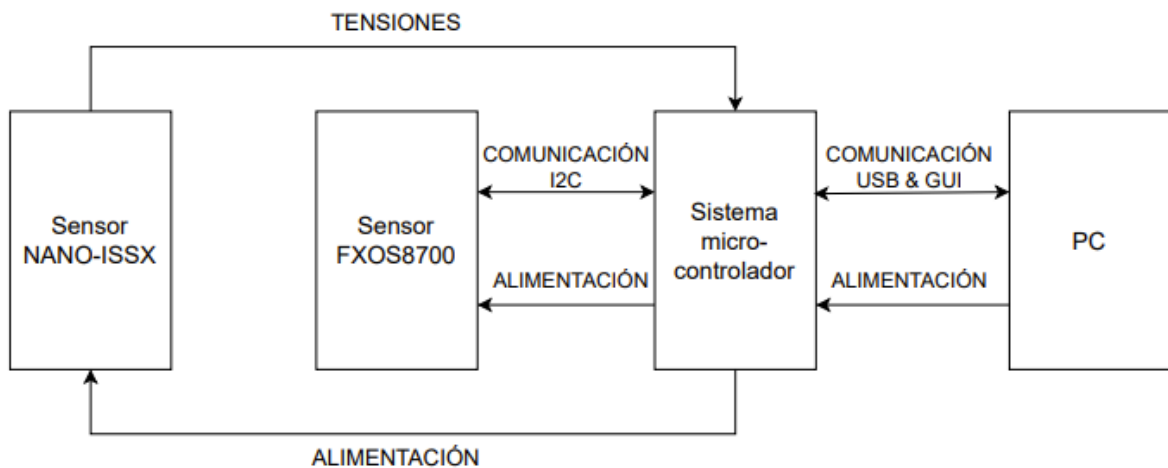 TENSIONES
Sensor
NANO-ISSX
Sensor
FXOS8700
COMUNICACIÓN
I2C
ALIMENTACIÓN
Sistema
micro-
controlador
COMUNICACIÓN
USB & GUI
ALIMENTACIÓN
PC
ALIMENTACIÓN